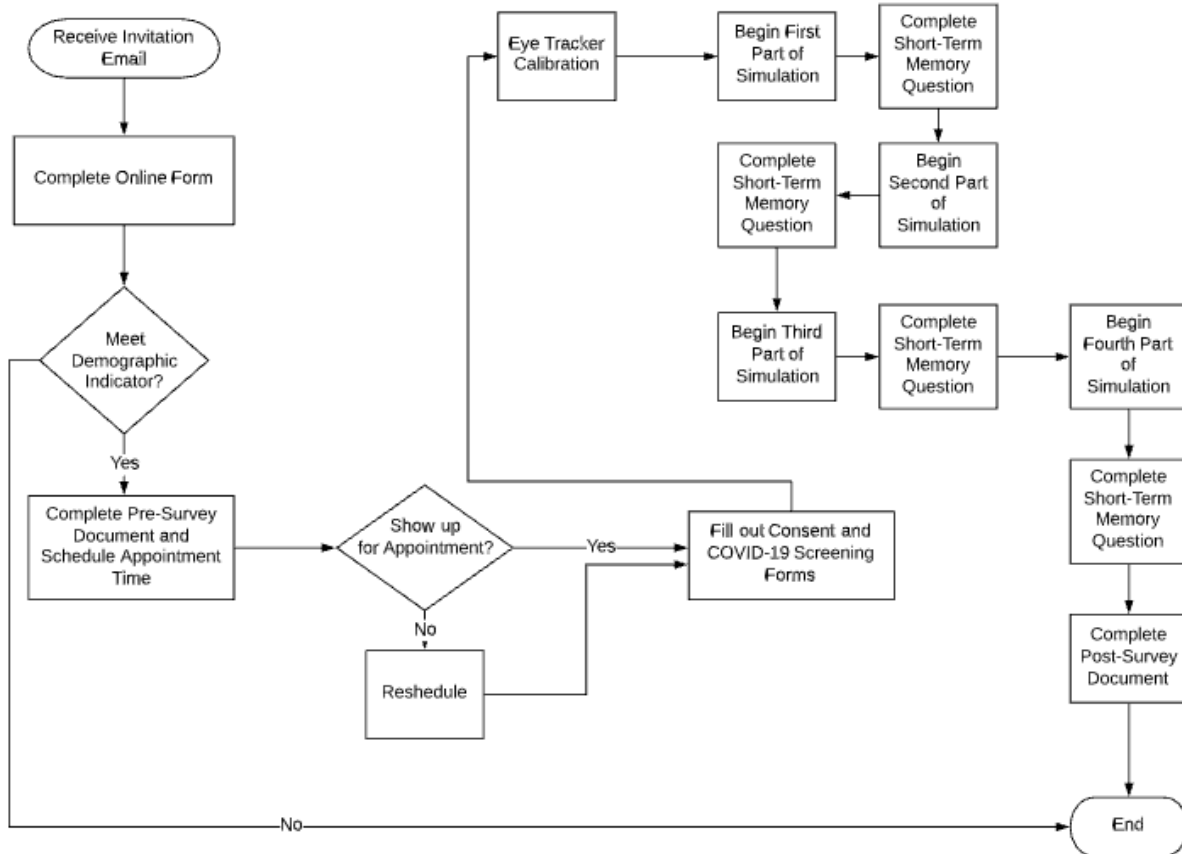 Receive Invitation
Email
Complete Online Form
Meet
Demographic
Indicator?
Yes
No
Complete Pre-Survey
Document and
Schedule Appointment
Time
Show up
for Appointment?
Yes
No
Reshedule
Fill out Consent and
COVID-19 Screening
Forms
Eye Tracker
Calibration
Begin First
Part of
Simulation
Complete
Short-Term
Memory
Question
Begin
Second Part
of
Simulation
Complete
Short-Term
Memory
Question
Begin Third
Part of
Simulation
Complete
Short-Term
Memory
Question
Begin
Fourth Part
of
Simulation
Complete
Short-Term
Memory
Question
Complete
Post-Survey
Document
End